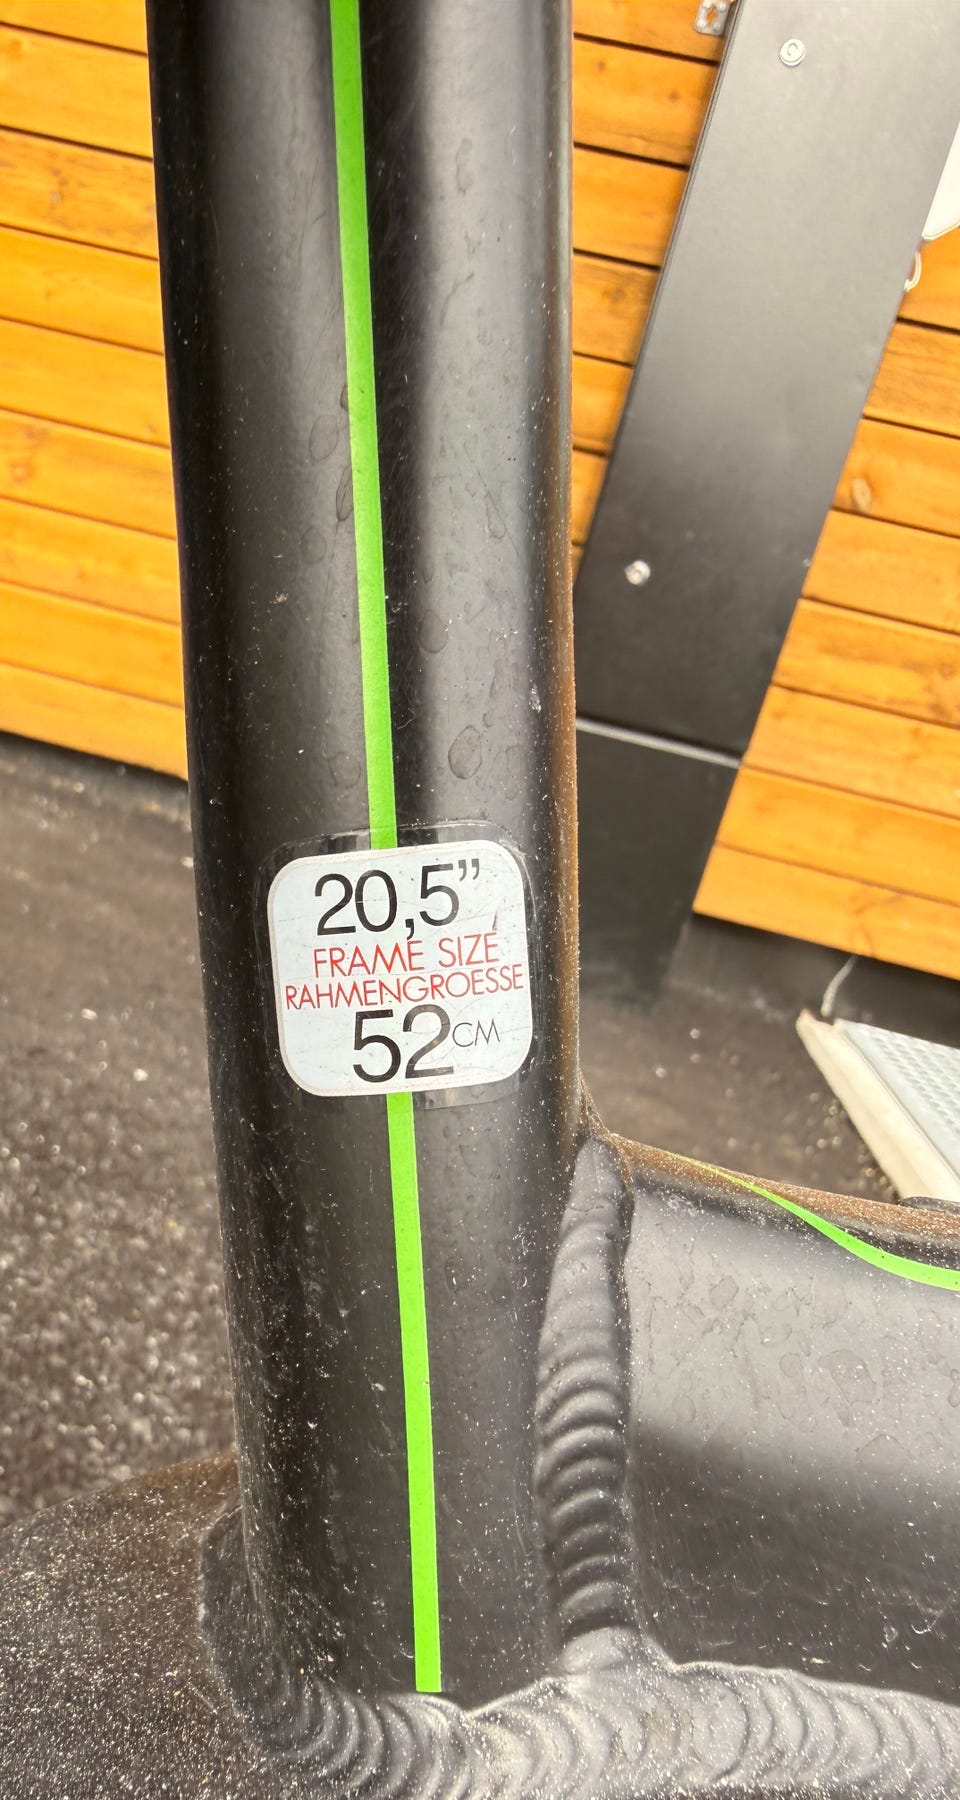 20,5”
FRAME SIZE
RAHMENGROESSE
52CM